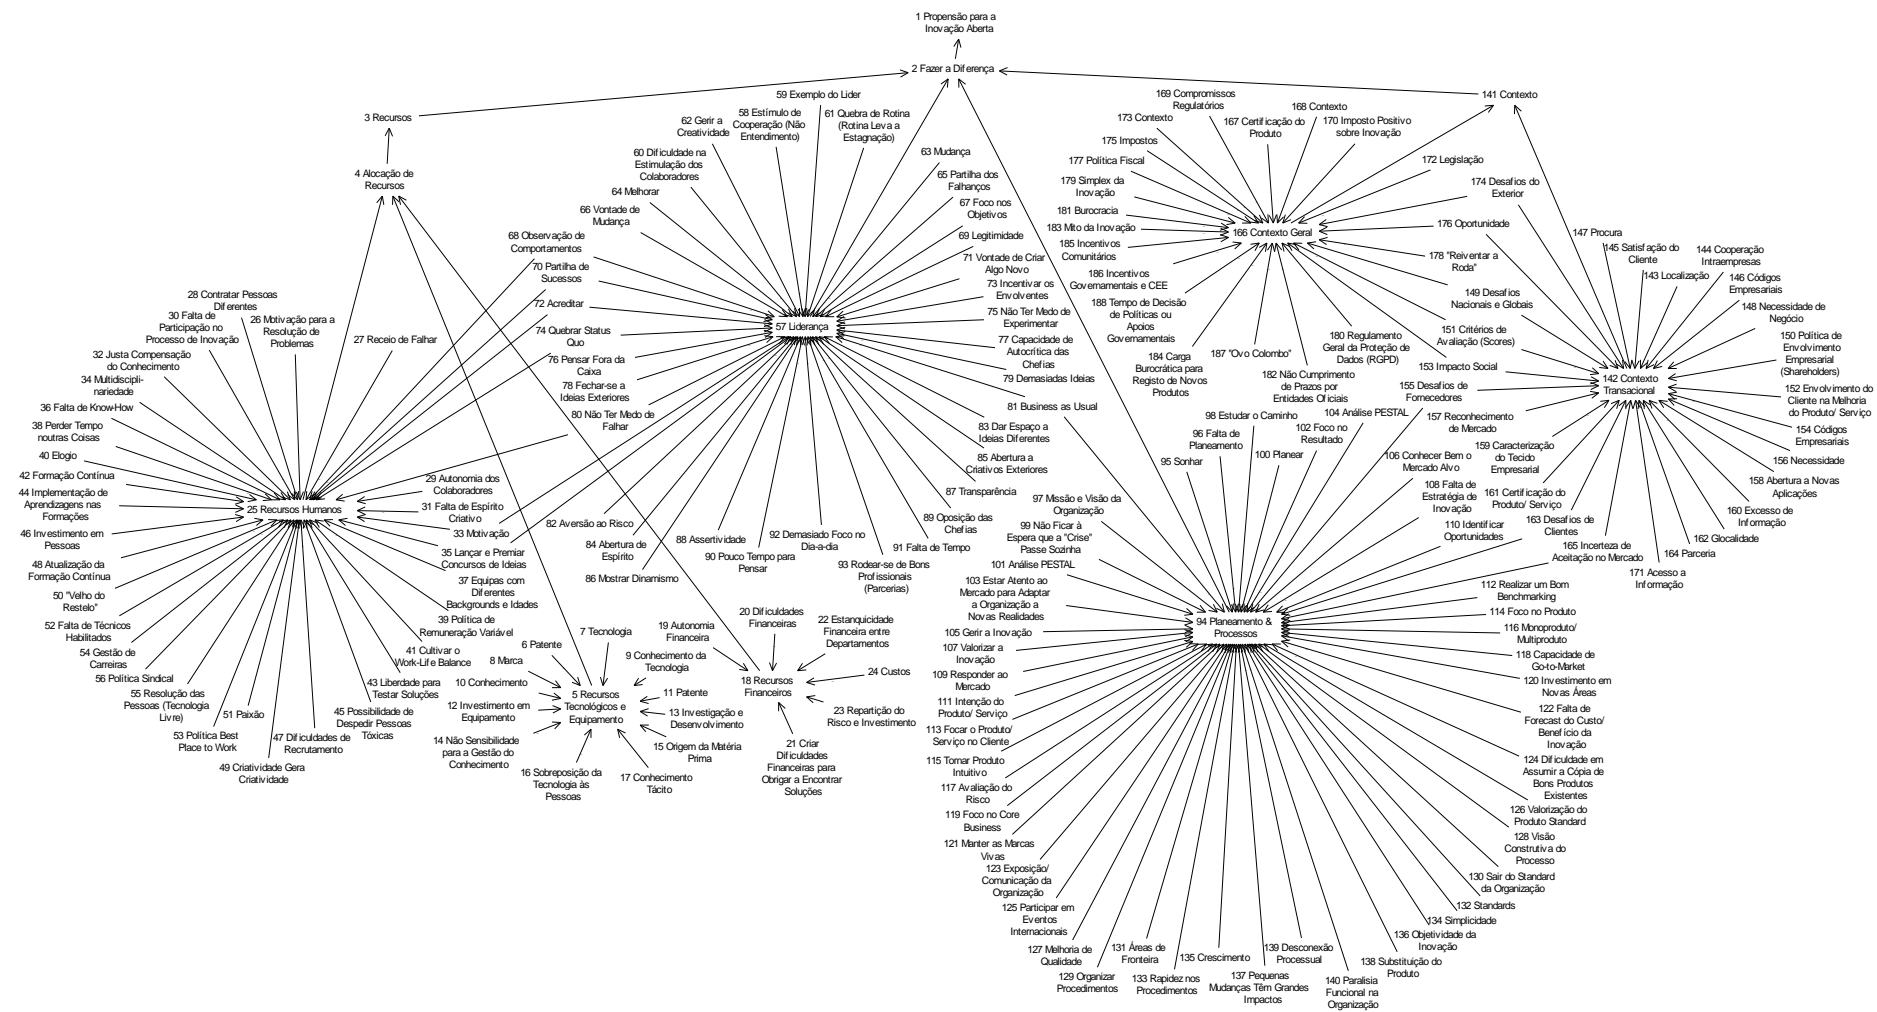 1 Propensão para a
Inovação Aberta
2 Fazer a Diferença
3 Recursos
4 Alocação de
Recursos
141 Contexto
59 Exemplo do Lider
58 Estímulo de
Cooperação (Não
Entendimento)
61 Quebra de Rotina
(Rotina Leva a
Estagnação)
62 Gerir a
Creatividade
60 Dificuldade na
Estimulação dos
Colaboradores
63 Mudança
64 Melhorar
65 Partilha dos
Falhanços
66 Vontade de
Mudança
67 Foco nos
Objetivos
68 Observação de
Comportamentos
69 Legitimidade
70 Partilha de
Sucessos
71 Vontade de Criar
Algo Novo
72 Acreditar
73 Incentivar os
Envolventes
74 Quebrar Status
Quo
57 Liderança
75 Não Ter Medo de
Experimentar
76 Pensar Fora da
Caixa
77 Capacidade de
Autocrítica das
Chefias
78 Fechar-se a
Ideias Exteriores
79 Demasiadas Ideias
80 Não Ter Medo de
Falhar
81 Business as Usual
83 Dar Espaço a
Ideias Diferentes
85 Abertura a
Criativos Exteriores
87 Transparência
89 Oposição das
Chefias
82 Aversão ao Risco
84 Abertura de
Espírito
86 Mostrar Dinamismo
88 Assertividade
90 Pouco Tempo para
Pensar
92 Demasiado Foco no
Dia-a-dia
91 Falta de Tempo
93 Rodear-se de Bons
Profissionais
(Parcerias)
28 Contratar Pessoas
Diferentes
30 Falta de
Participação no
Processo de Inovação
26 Motivação para a
Resolução de
Problemas
27 Receio de Falhar
32 Justa Compensação
do Conhecimento
34 Multidiscipli-
nariedade
36 Falta de Know-How
38 Perder Tempo
noutras Coisas
40 Elogio
42 Formação Contínua
44 Implementação de
Aprendizagens nas
Formações
25 Recursos Humanos
46 Investimento em
Pessoas
48 Atualização da
Formação Contínua
50 "Velho do
Restelo"
52 Falta de Técnicos
Habilitados
54 Gestão de
Carreiras
56 Política Sindical
55 Resolução das
Pessoas (Tecnologia
Livre)
53 Política Best
Place to Work
51 Paixão
49 Criatividade Gera
Criatividade
47 Dificuldades de
Recrutamento
45 Possibilidade de
Despedir Pessoas
Tóxicas
43 Liberdade para
Testar Soluções
41 Cultivar o
Work-Life Balance
39 Política de
Remuneração Variável
37 Equipas com
Diferentes
Backgrounds e Idades
35 Lançar e Premiar
Concursos de Ideias
33 Motivação
31 Falta de Espírito
Criativo
29 Autonomia dos
Colaboradores
6 Patente
7 Tecnologia
8 Marca
9 Conhecimento da
Tecnologia
10 Conhecimento
5 Recursos
Tecnológicos e
Equipamento
11 Patente
12 Investimento em
Equipamento
13 Investigação e
Desenvolvimento
14 Não Sensibilidade
para a Gestão do
Conhecimento
15 Origem da Matéria
Prima
16 Sobreposição da
Tecnologia às
Pessoas
17 Conhecimento
Tácito
19 Autonomia
Financeira
20 Dificuldades
Financeiras
22 Estanquicidade
Financeira entre
Departamentos
18 Recursos
Financeiros
24 Custos
23 Repartição do
Risco e Investimento
21 Criar
Dificuldades
Financeiras para
Obrigar a Encontrar
Soluções
169 Compromissos
Regulatórios
173 Contexto
167 Certificação do
Produto
168 Contexto
170 Imposto Positivo
sobre Inovação
175 Impostos
177 Política Fiscal
172 Legislação
179 Simplex da
Inovação
174 Desafios do
Exterior
181 Burocracia
183 Mito da Inovação
166 Contexto Geral
176 Oportunidade
185 Incentivos
Comunitários
178 "Reiventar a
Roda"
186 Incentivos
Governamentais e CEE
188 Tempo de Decisão
de Políticas ou
Apoios
Governamentais
184 Carga
Burocrática para
Registo de Novos
Produtos
187 "Ovo Colombo"
182 Não Cumprimento
de Prazos por
Entidades Oficiais
180 Regulamento
Geral da Proteção de
Dados (RGPD)
147 Procura
145 Satisfação do
Cliente
144 Cooperação
Intraempresas
143 Localização
146 Códigos
Empresariais
149 Desafios
Nacionais e Globais
148 Necessidade de
Negócio
151 Critérios de
Avaliação (Scores)
150 Política de
Envolvimento
Empresarial
(Shareholders)
153 Impacto Social
142 Contexto
Transacional
155 Desafios de
Fornecedores
152 Envolvimento do
Cliente na Melhoria
do Produto/ Serviço
157 Reconhecimento
de Mercado
154 Códigos
Empresariais
159 Caracterização
do Tecido
Empresarial
156 Necessidade
158 Abertura a Novas
Aplicações
161 Certificação do
Produto/ Serviço
160 Excesso de
Informação
163 Desafios de
Clientes
162 Glocalidade
165 Incerteza de
Aceitação no Mercado
164 Parceria
171 Acesso a
Informação
98 Estudar o Caminho
104 Análise PESTAL
96 Falta de
Planeamento
102 Foco no
Resultado
95 Sonhar
100 Planear
106 Conhecer Bem o
Mercado Alvo
97 Missão e Visão da
Organização
108 Falta de
Estratégia de
Inovação
99 Não Ficar à
Espera que a "Crise"
Passe Sozinha
110 Identificar
Oportunidades
101 Análise PESTAL
103 Estar Atento ao
Mercado para Adaptar
a Organização a
Novas Realidades
112 Realizar um Bom
Benchmarking
114 Foco no Produto
94 Planeamento &
Processos
105 Gerir a Inovação
116 Monoproduto/
Multiproduto
107 Valorizar a
Inovação
118 Capacidade de
Go-to-Market
109 Responder ao
Mercado
120 Investimento em
Novas Áreas
111 Intenção do
Produto/ Serviço
122 Falta de
Forecast do Custo/
Benefício da
Inovação
113 Focar o Produto/
Serviço no Cliente
115 Tornar Produto
Intuitivo
124 Dificuldade em
Assumir a Cópia de
Bons Produtos
Existentes
117 Avaliação do
Risco
119 Foco no Core
Business
126 Valorização do
Produto Standard
121 Manter as Marcas
Vivas
128 Visão
Construtiva do
Processo
123 Exposição/
Comunicação da
Organização
130 Sair do Standard
da Organização
125 Participar em
Eventos
Internacionais
132 Standards
134 Simplicidade
127 Melhoria de
Qualidade
136 Objetividade da
Inovação
129 Organizar
Procedimentos
131 Áreas de
Fronteira
133 Rapidez nos
Procedimentos
135 Crescimento
139 Desconexão
Processual
137 Pequenas
Mudanças Têm Grandes
Impactos
138 Substituição do
Produto
140 Paralisia
Funcional na
Organização